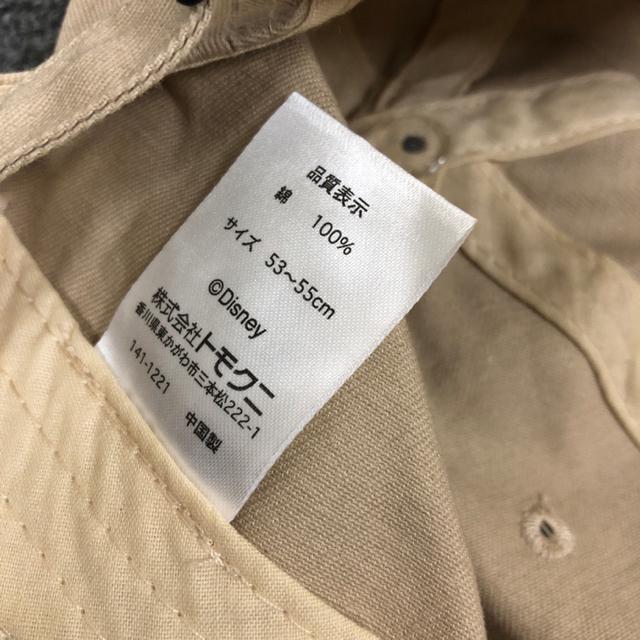 品質表示
綿 100%
サイズ 53～55cm
©Disney
株式会社トモクニ
香川県東かがわ市三本松222-1
141-1221
中国製